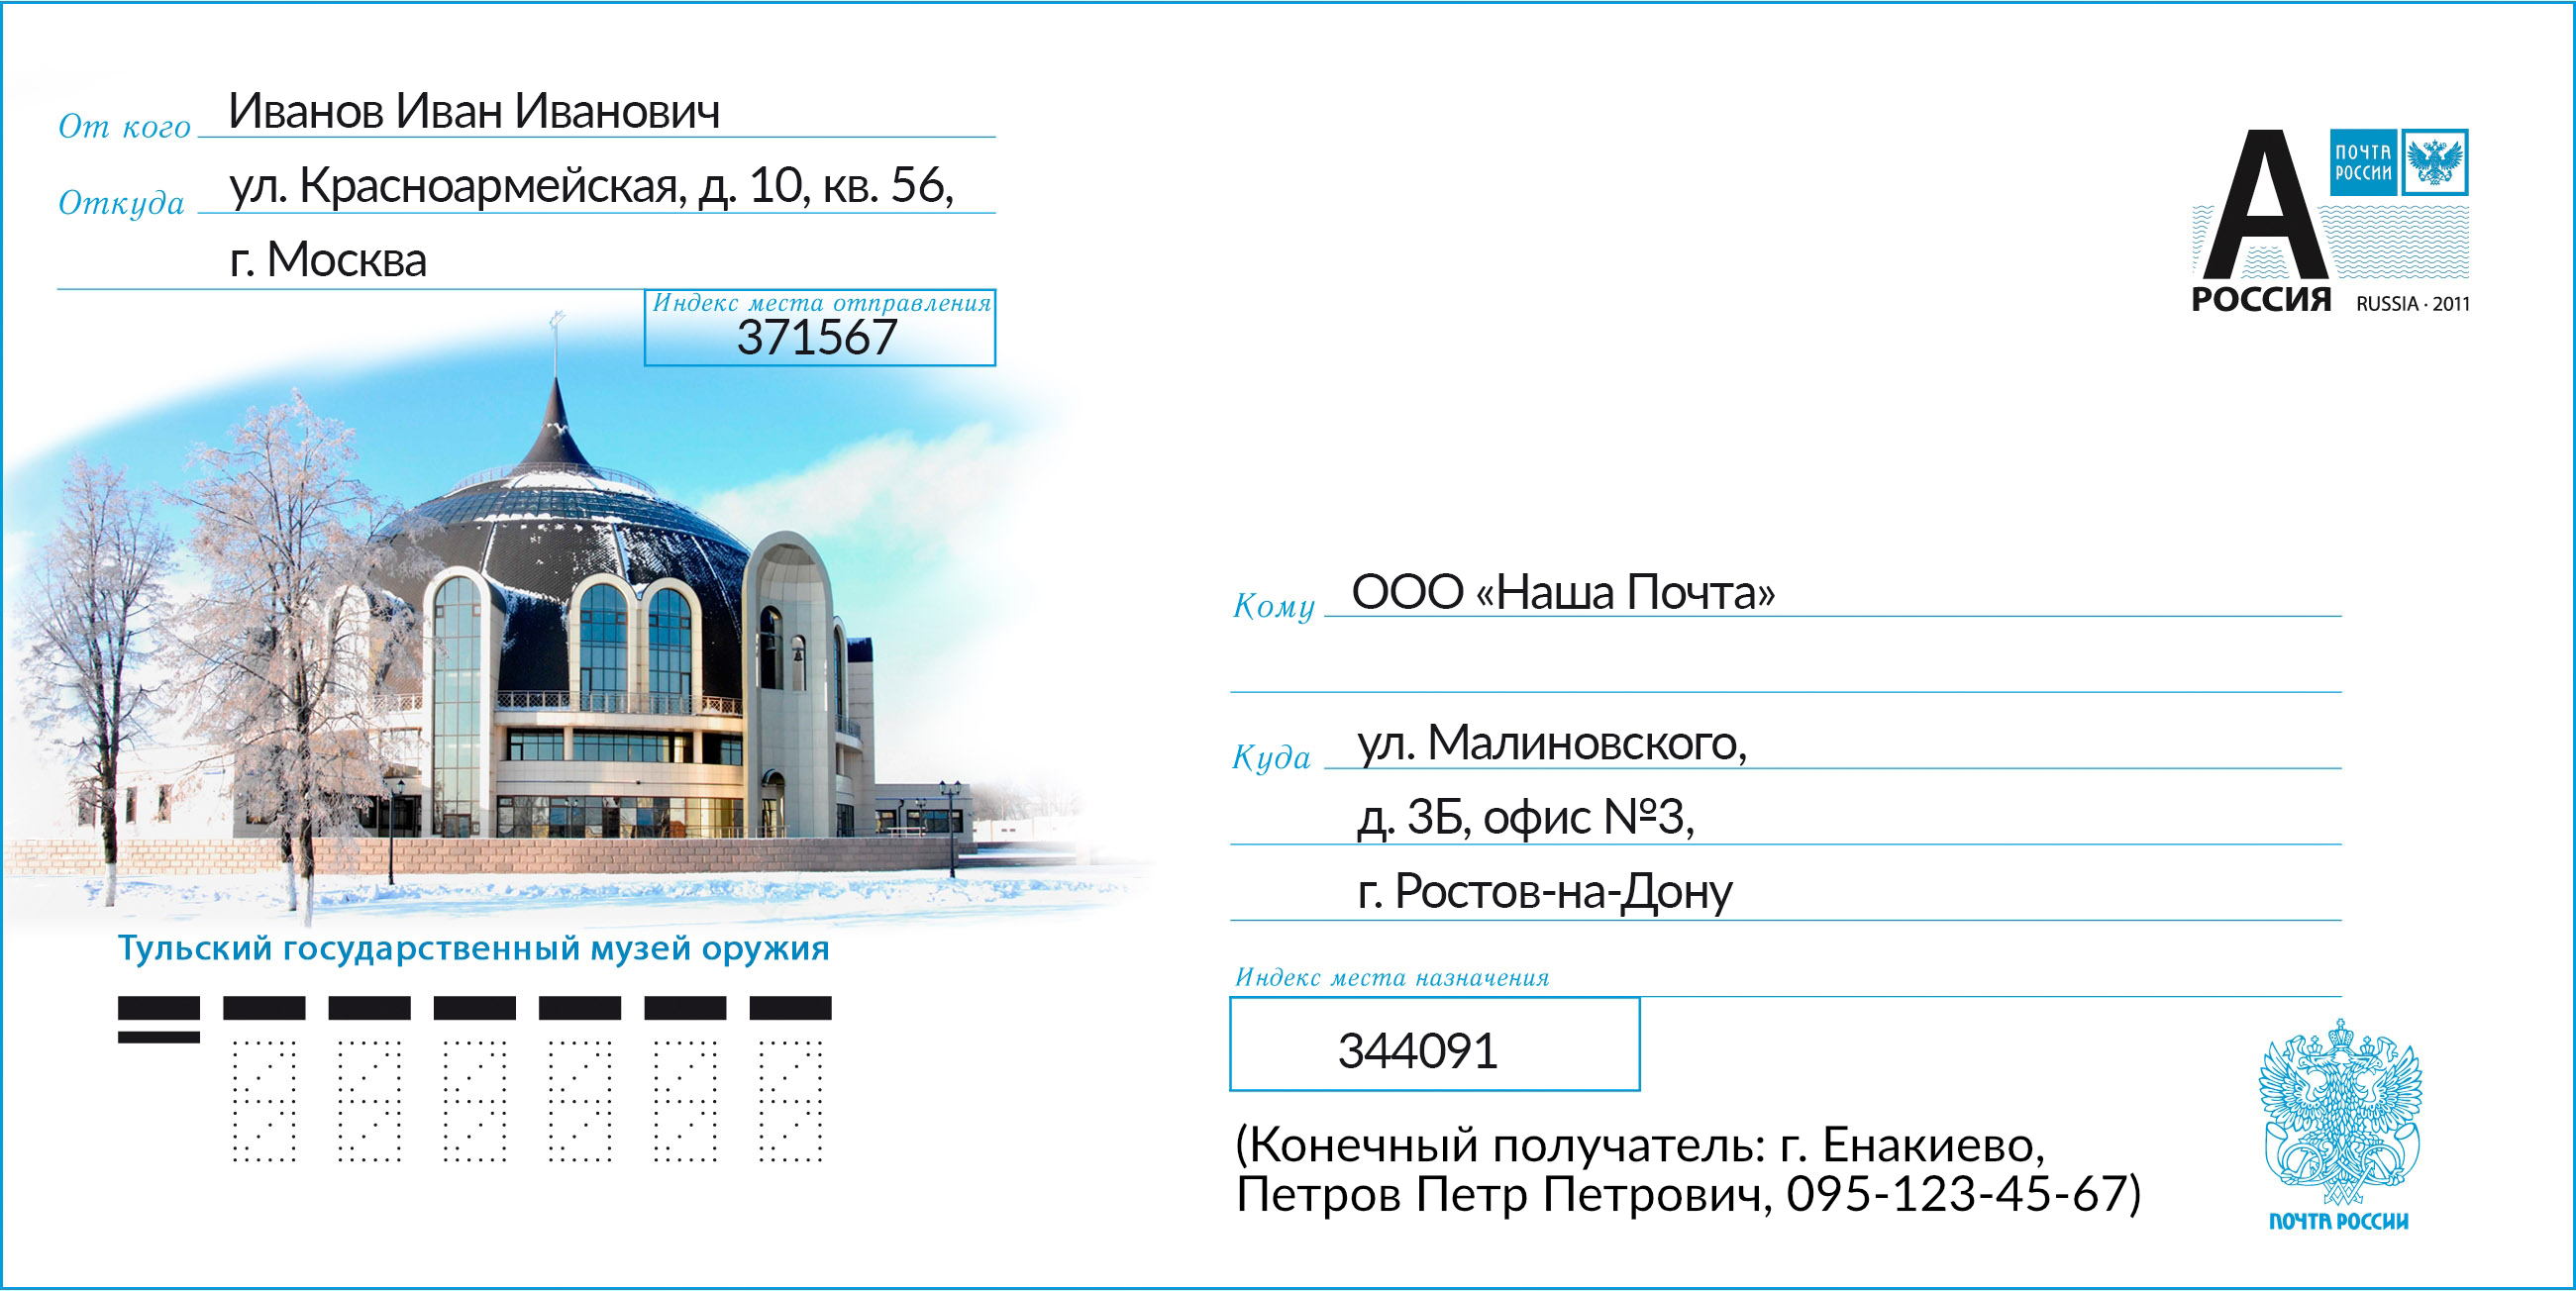 От кого Иванов Иван Иванович
Откуда ул. Красноармейская, д. 10, кв. 56,
г. Москва
Индекс места отправления
371567
ПОЧТА
РОССИИ
А
РОССИЯ RUSSIA · 2011
Кому ООО «Наша Почта»
Куда ул. Малиновского,
д. 3Б, офис №3,
г. Ростов-на-Дону
Тульский государственный музей оружия
Индекс места назначения
344091
(Конечный получатель: г. Енакиево,
Петров Петр Петрович, 095-123-45-67)
ПОЧТА РОССИИ